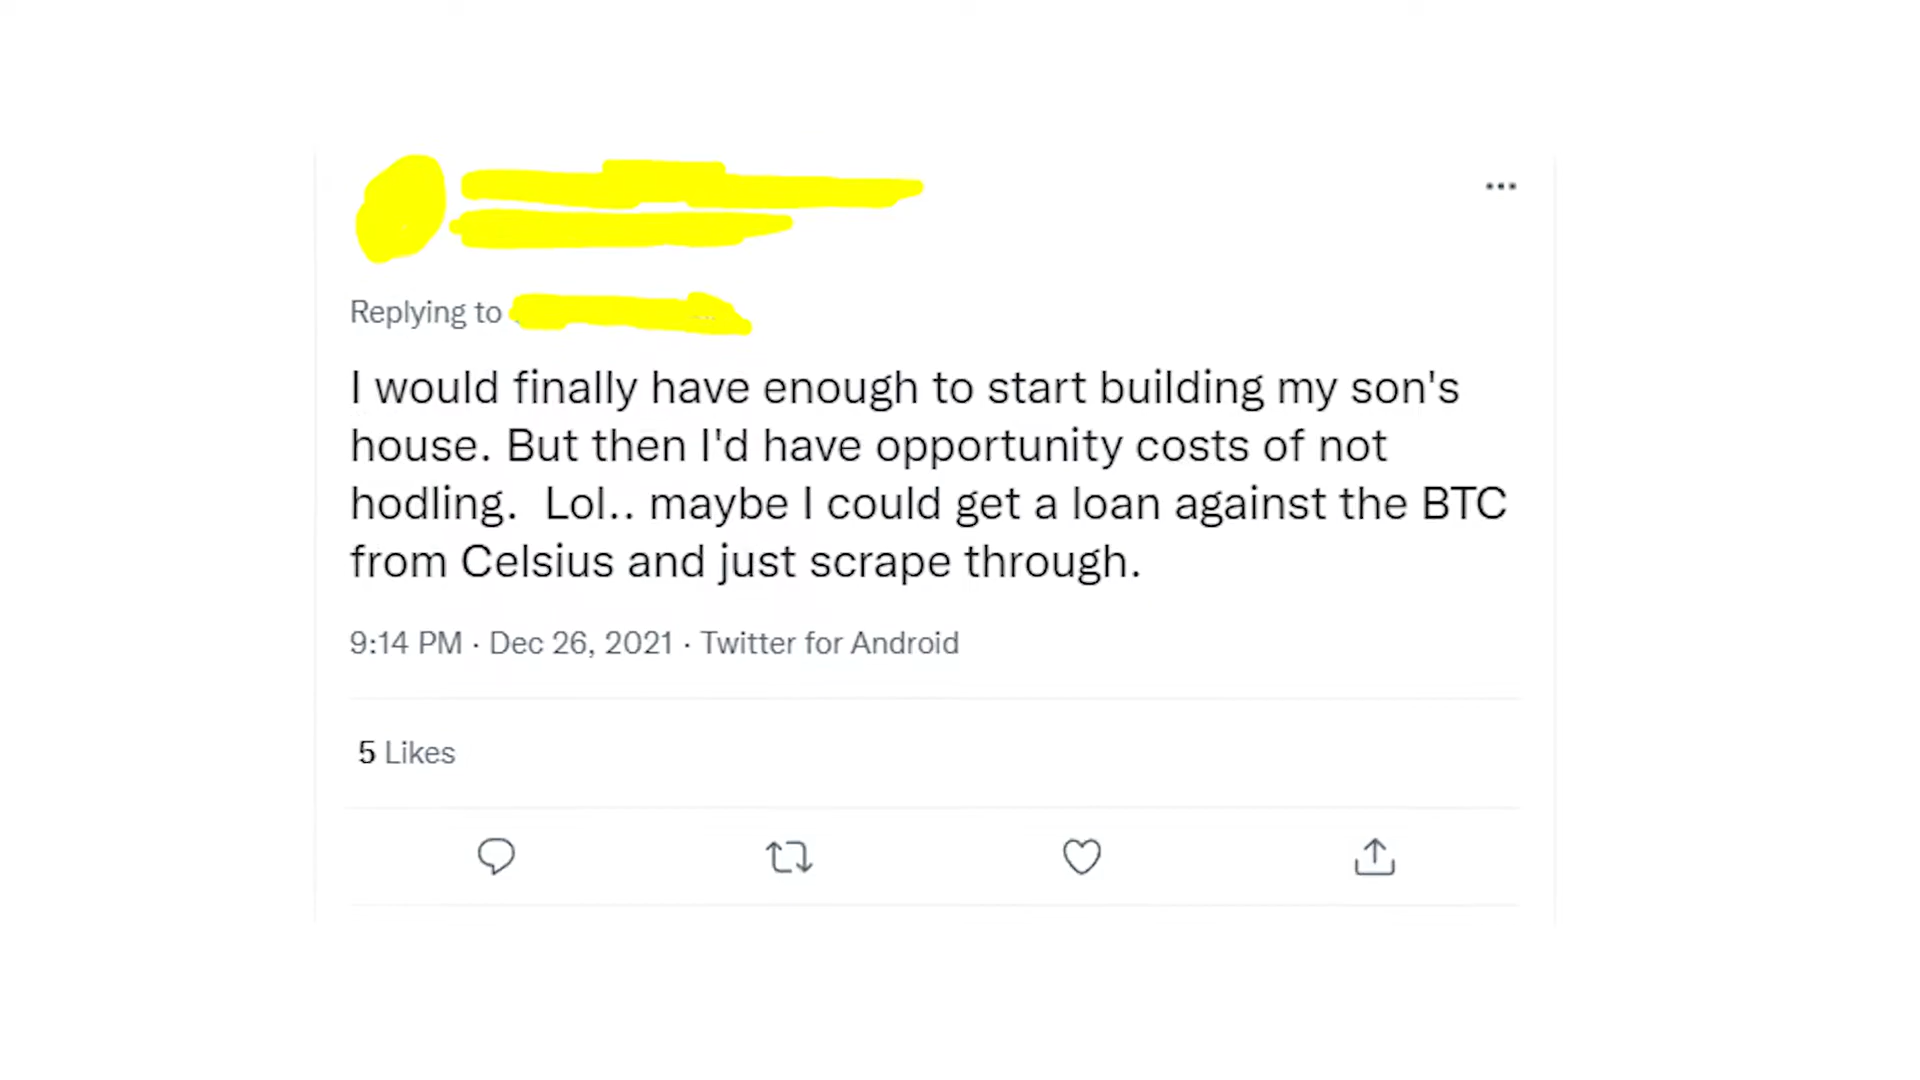 Replying to
I would finally have enough to start building my son's
house. But then I'd have opportunity costs of not
hodling.  Lol.. maybe I could get a loan against the BTC
from Celsius and just scrape through.
9:14 PM · Dec 26, 2021 · Twitter for Android
5 Likes